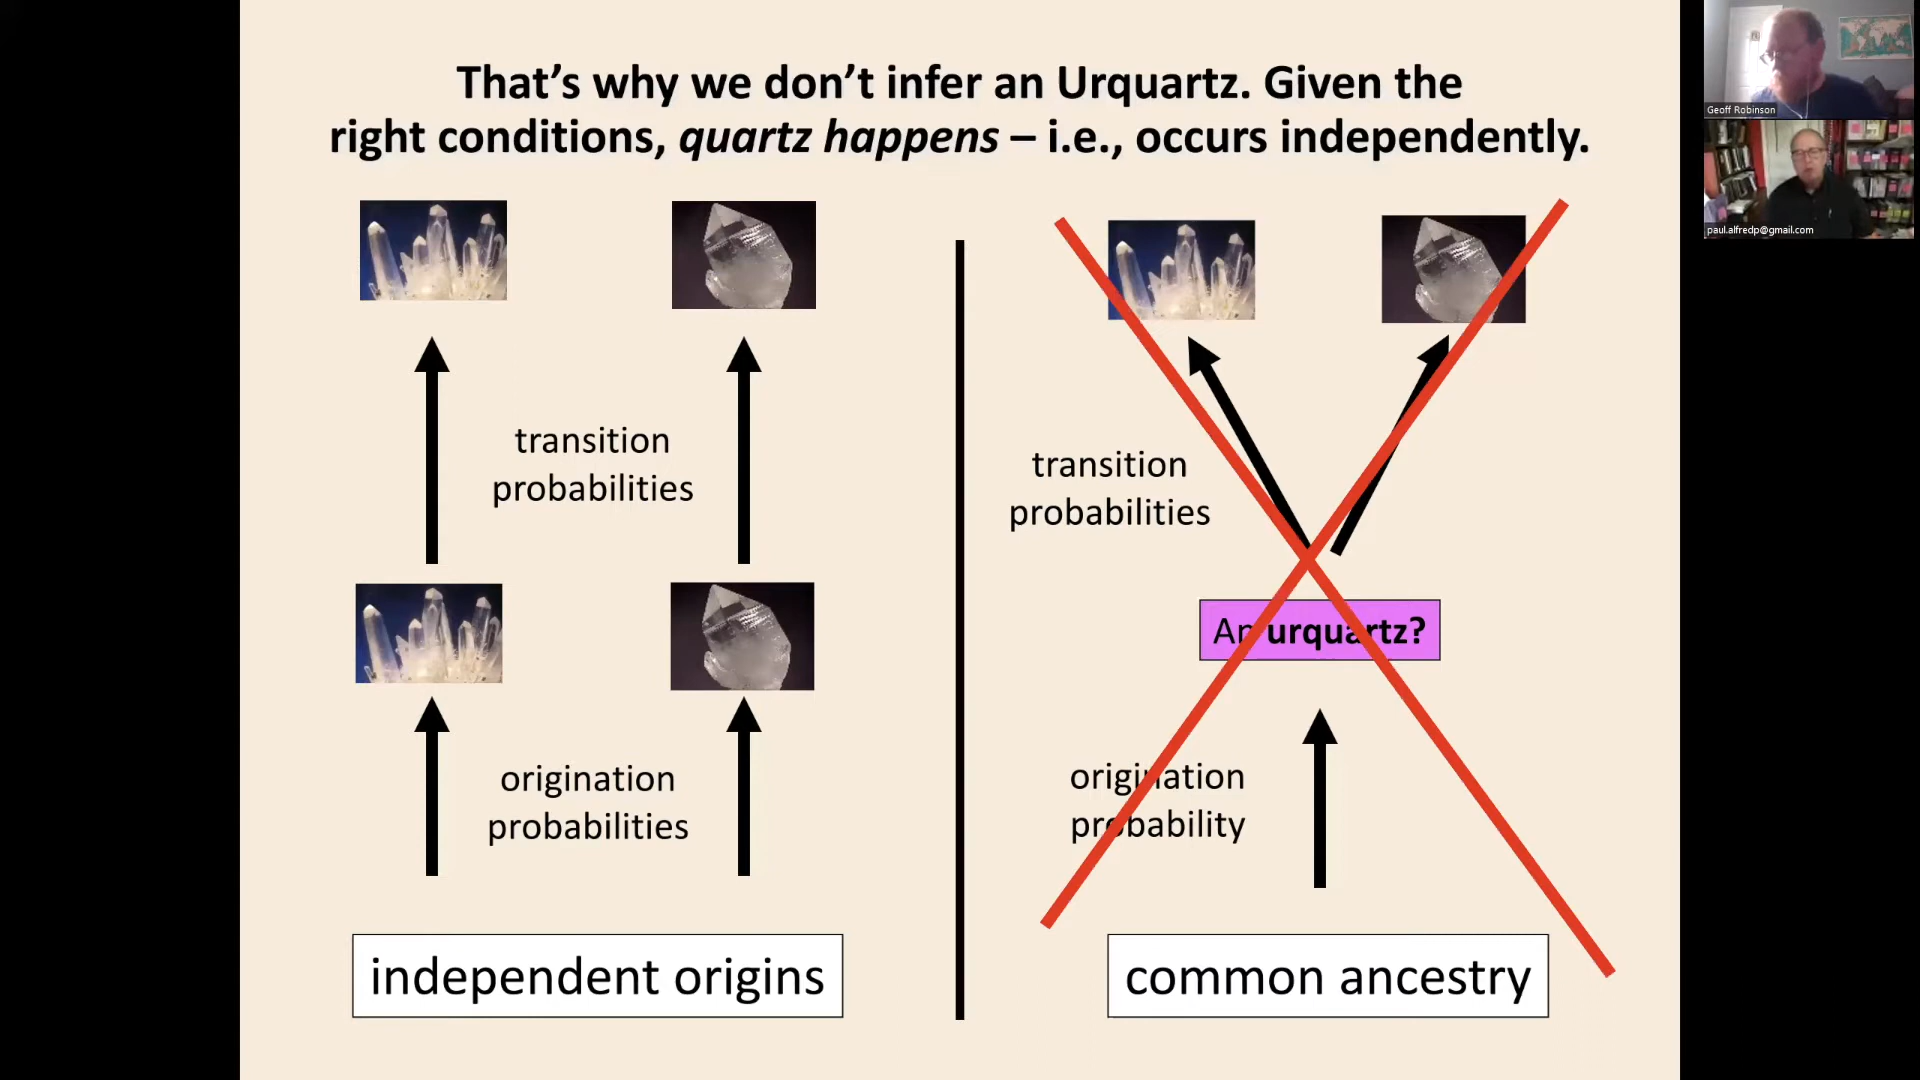 That's why we don't infer an Urquartz. Given the
right conditions, quartz happens – i.e., occurs independently.
transition
probabilities
origination
probabilities
independent origins
transition
probabilities
An urquartz?
origination
probability
common ancestry
Geoff Robinson
paul.alfredp@gmail.com